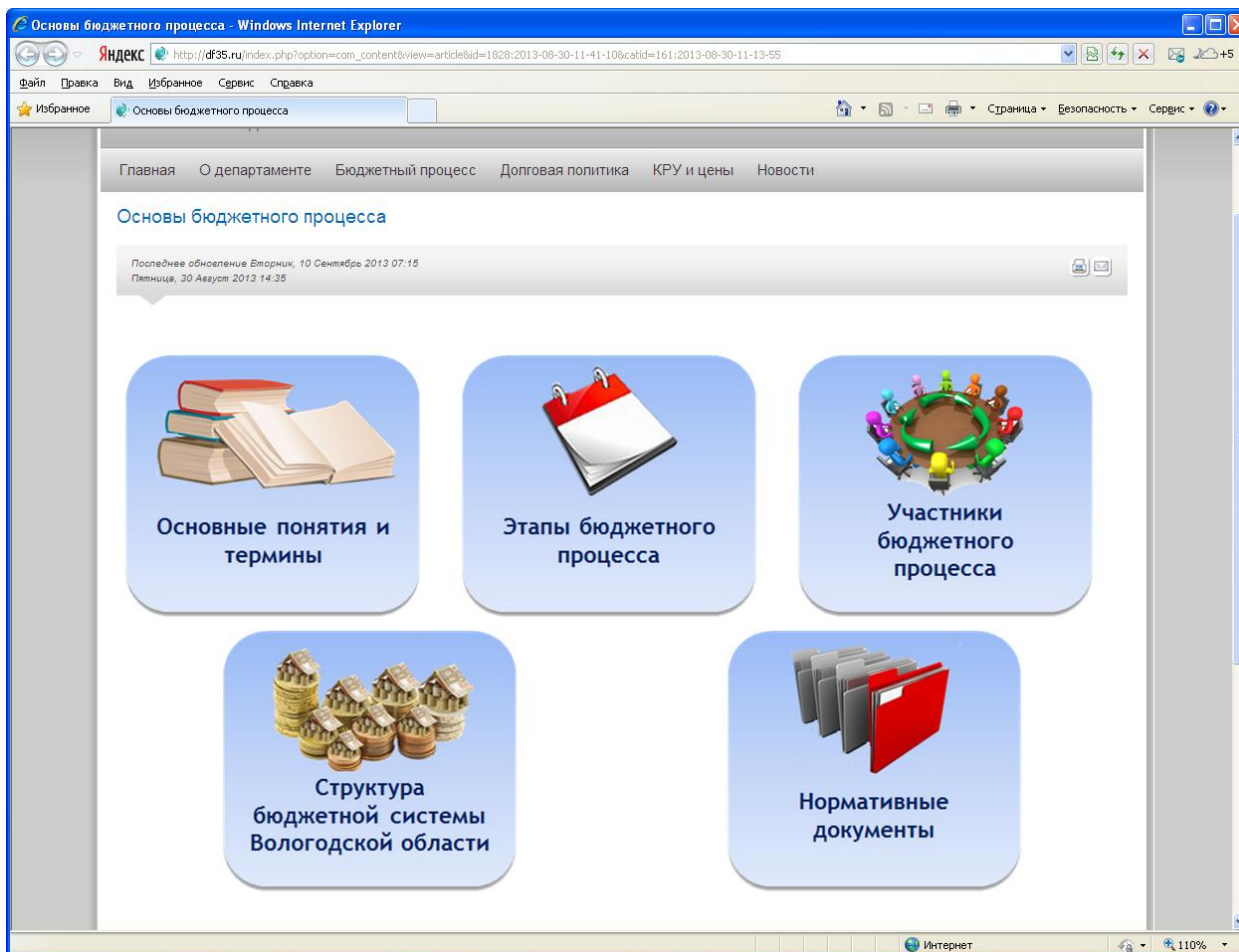 Основы бюджетного процесса - Windows Internet Explorer
Яндекс http://df35.ru/index.php?option=com_content&view=article&id=1828:2013-08-30-11-41-10&catid=161:2013-08-30-11-13-55 +5
Файл Правка Вид Избранное Сервис Справка
Избранное Основы бюджетного процесса Страница Безопасность Сервис
Главная О департаменте Бюджетный процесс Долговая политика КРУ и цены Новости
Основы бюджетного процесса
Последнее обновление Вторник, 10 Сентябрь 2013 07:15
Пятница, 30 Август 2013 14:35
Основные понятия и
термины
Этапы бюджетного
процесса
Участники
бюджетного
процесса
Структура
бюджетной системы
Вологодской области
Нормативные
документы
Интернет 110%